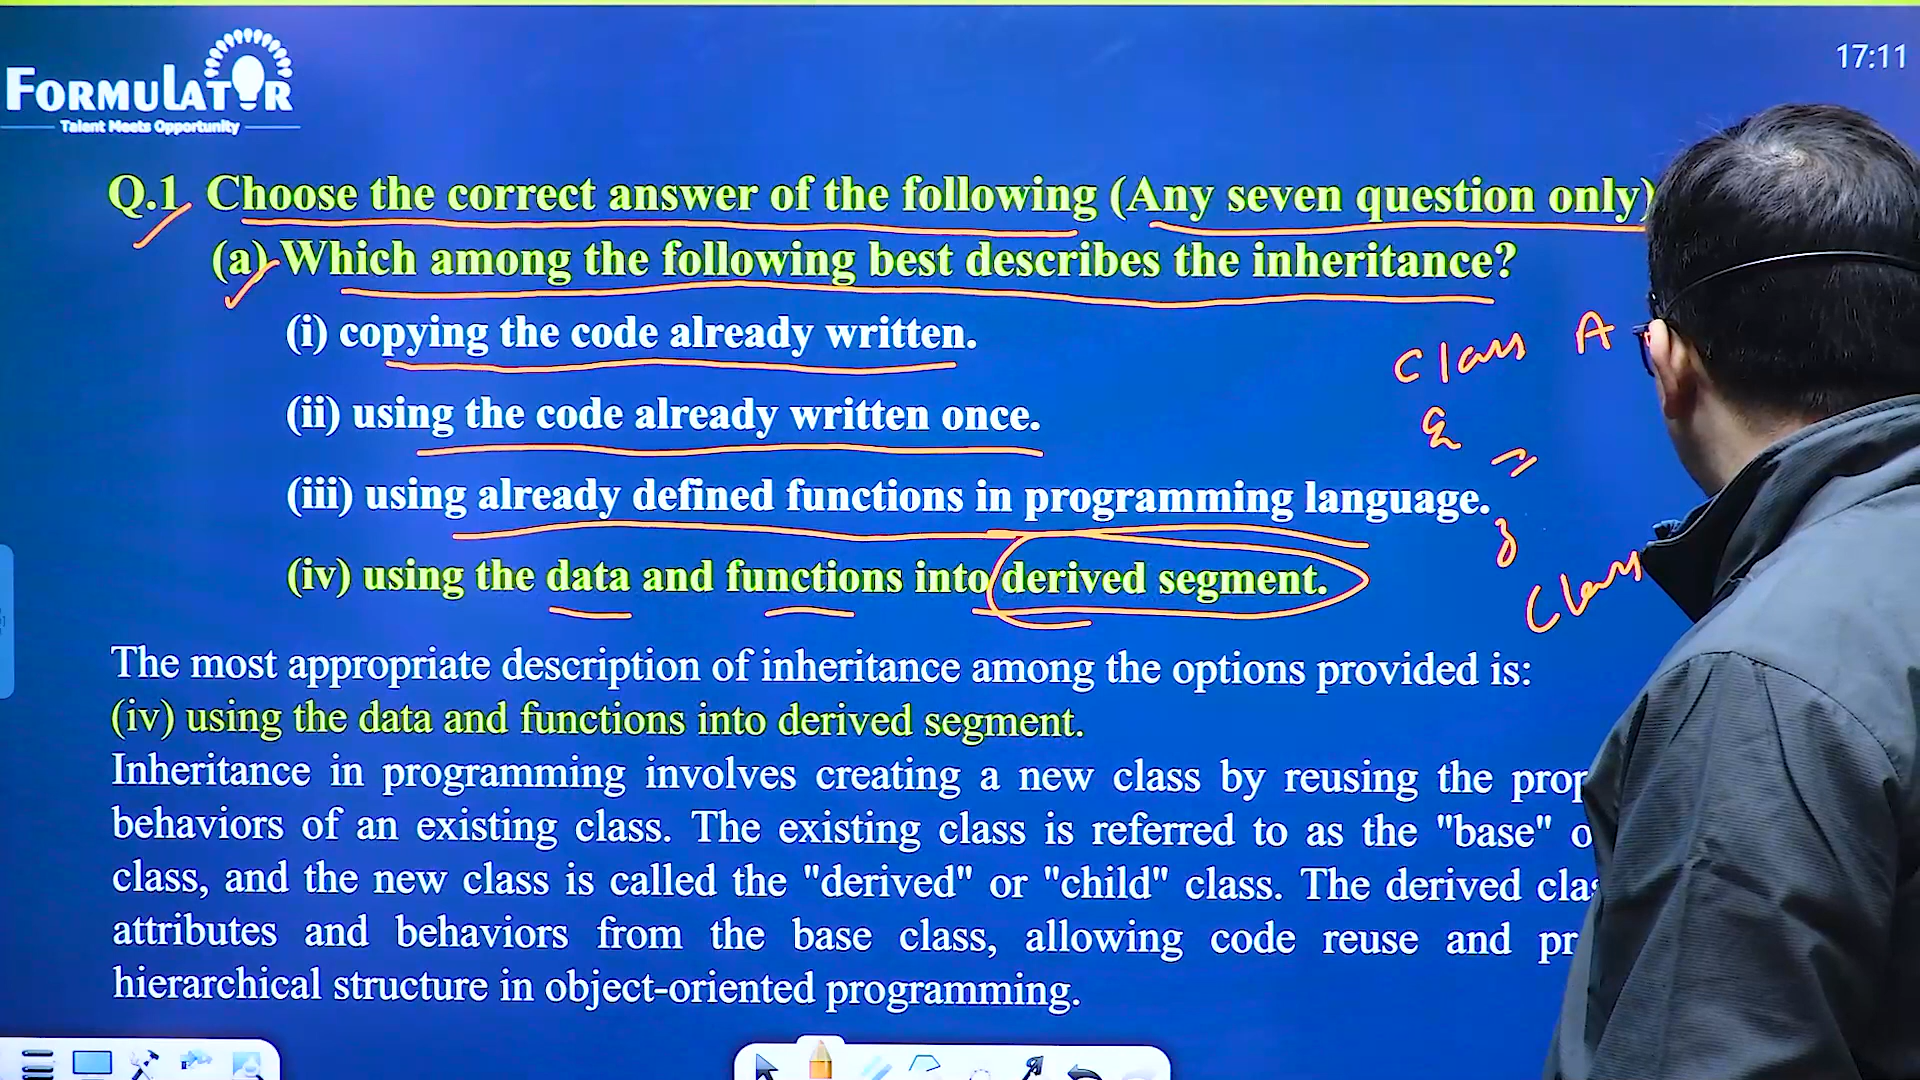 FORMULATOR
Talent Meets Opportunity
17:11
Q.1 Choose the correct answer of the following (Any seven question only)
(a) Which among the following best describes the inheritance?
(i) copying the code already written.
(ii) using the code already written once.
(iii) using already defined functions in programming language.
(iv) using the data and functions into derived segment.
Class A
Class
The most appropriate description of inheritance among the options provided is:
(iv) using the data and functions into derived segment.
Inheritance in programming involves creating a new class by reusing the
behaviors of an existing class. The existing class is referred to as the "base"
class, and the new class is called the "derived" or "child" class. The derived
attributes and behaviors from the base class, allowing code reuse and
hierarchical structure in object-oriented programming.